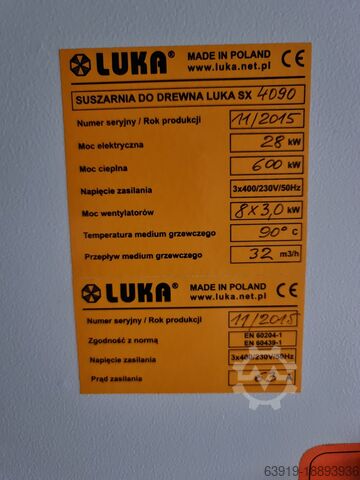 LUKA® MADE IN POLAND CE
www.luka.net.pl
SUSZARNIA DO DREWNA LUKA SX 4090
Numer seryjny / Rok produkcji 11/2015
Moc elektryczna 28 kW
Moc cieplna 600 kW
Napięcie zasilania 3x400/230V/50Hz
Moc wentylatorów 8x3,0 kW
Temperatura medium grzewczego 90° °C
Przepływ medium grzewczego 32 m3/h
LUKA® MADE IN POLAND CE
www.luka.net.pl
Numer seryjny / Rok produkcji 11/2015
Zgodność z normą EN 60204-1
EN 60439-1
Napięcie zasilania 3x400/230V/50Hz
Prąd zasilania 63 A
63919-18893936